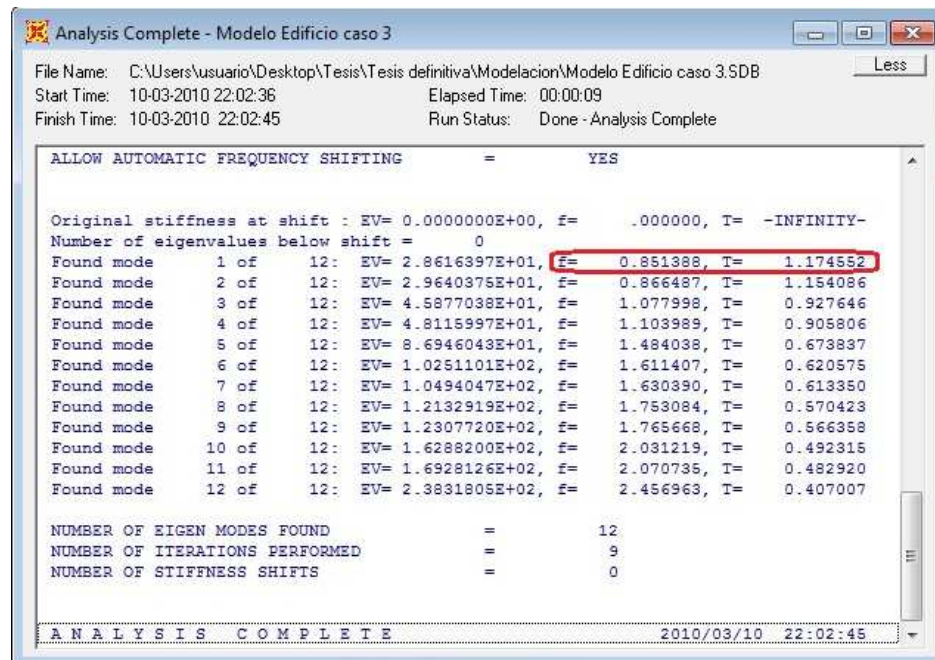 Analysis Complete - Modelo Edificio caso 3
File Name: C:\Users\usuario\Desktop\Tesis\Tesis definitiva\Modelacion\Modelo Edificio caso 3.SDB
Less
Start Time: 10-03-2010 22:02:36 Elapsed Time: 00:00:09
Finish Time: 10-03-2010 22:02:45 Run Status: Done - Analysis Complete
ALLOW AUTOMATIC FREQUENCY SHIFTING = YES
Original stiffness at shift : EV= 0.0000000E+00, f= .000000, T= -INFINITY-
Number of eigenvalues below shift = 0
Found mode 1 of 12: EV= 2.8616397E+01, f= 0.851388, T= 1.174552
Found mode 2 of 12: EV= 2.9640375E+01, f= 0.866487, T= 1.154086
Found mode 3 of 12: EV= 4.5877038E+01, f= 1.077998, T= 0.927646
Found mode 4 of 12: EV= 4.8115997E+01, f= 1.103989, T= 0.905806
Found mode 5 of 12: EV= 8.6946043E+01, f= 1.484038, T= 0.673837
Found mode 6 of 12: EV= 1.0251101E+02, f= 1.611407, T= 0.620575
Found mode 7 of 12: EV= 1.0494047E+02, f= 1.630390, T= 0.613350
Found mode 8 of 12: EV= 1.2132919E+02, f= 1.753084, T= 0.570423
Found mode 9 of 12: EV= 1.2307720E+02, f= 1.765668, T= 0.566358
Found mode 10 of 12: EV= 1.6288200E+02, f= 2.031219, T= 0.492315
Found mode 11 of 12: EV= 1.6928126E+02, f= 2.070735, T= 0.482920
Found mode 12 of 12: EV= 2.3831805E+02, f= 2.456963, T= 0.407007
NUMBER OF EIGEN MODES FOUND = 12
NUMBER OF ITERATIONS PERFORMED = 9
NUMBER OF STIFFNESS SHIFTS = 0
A N A L Y S I S C O M P L E T E 2010/03/10 22:02:45